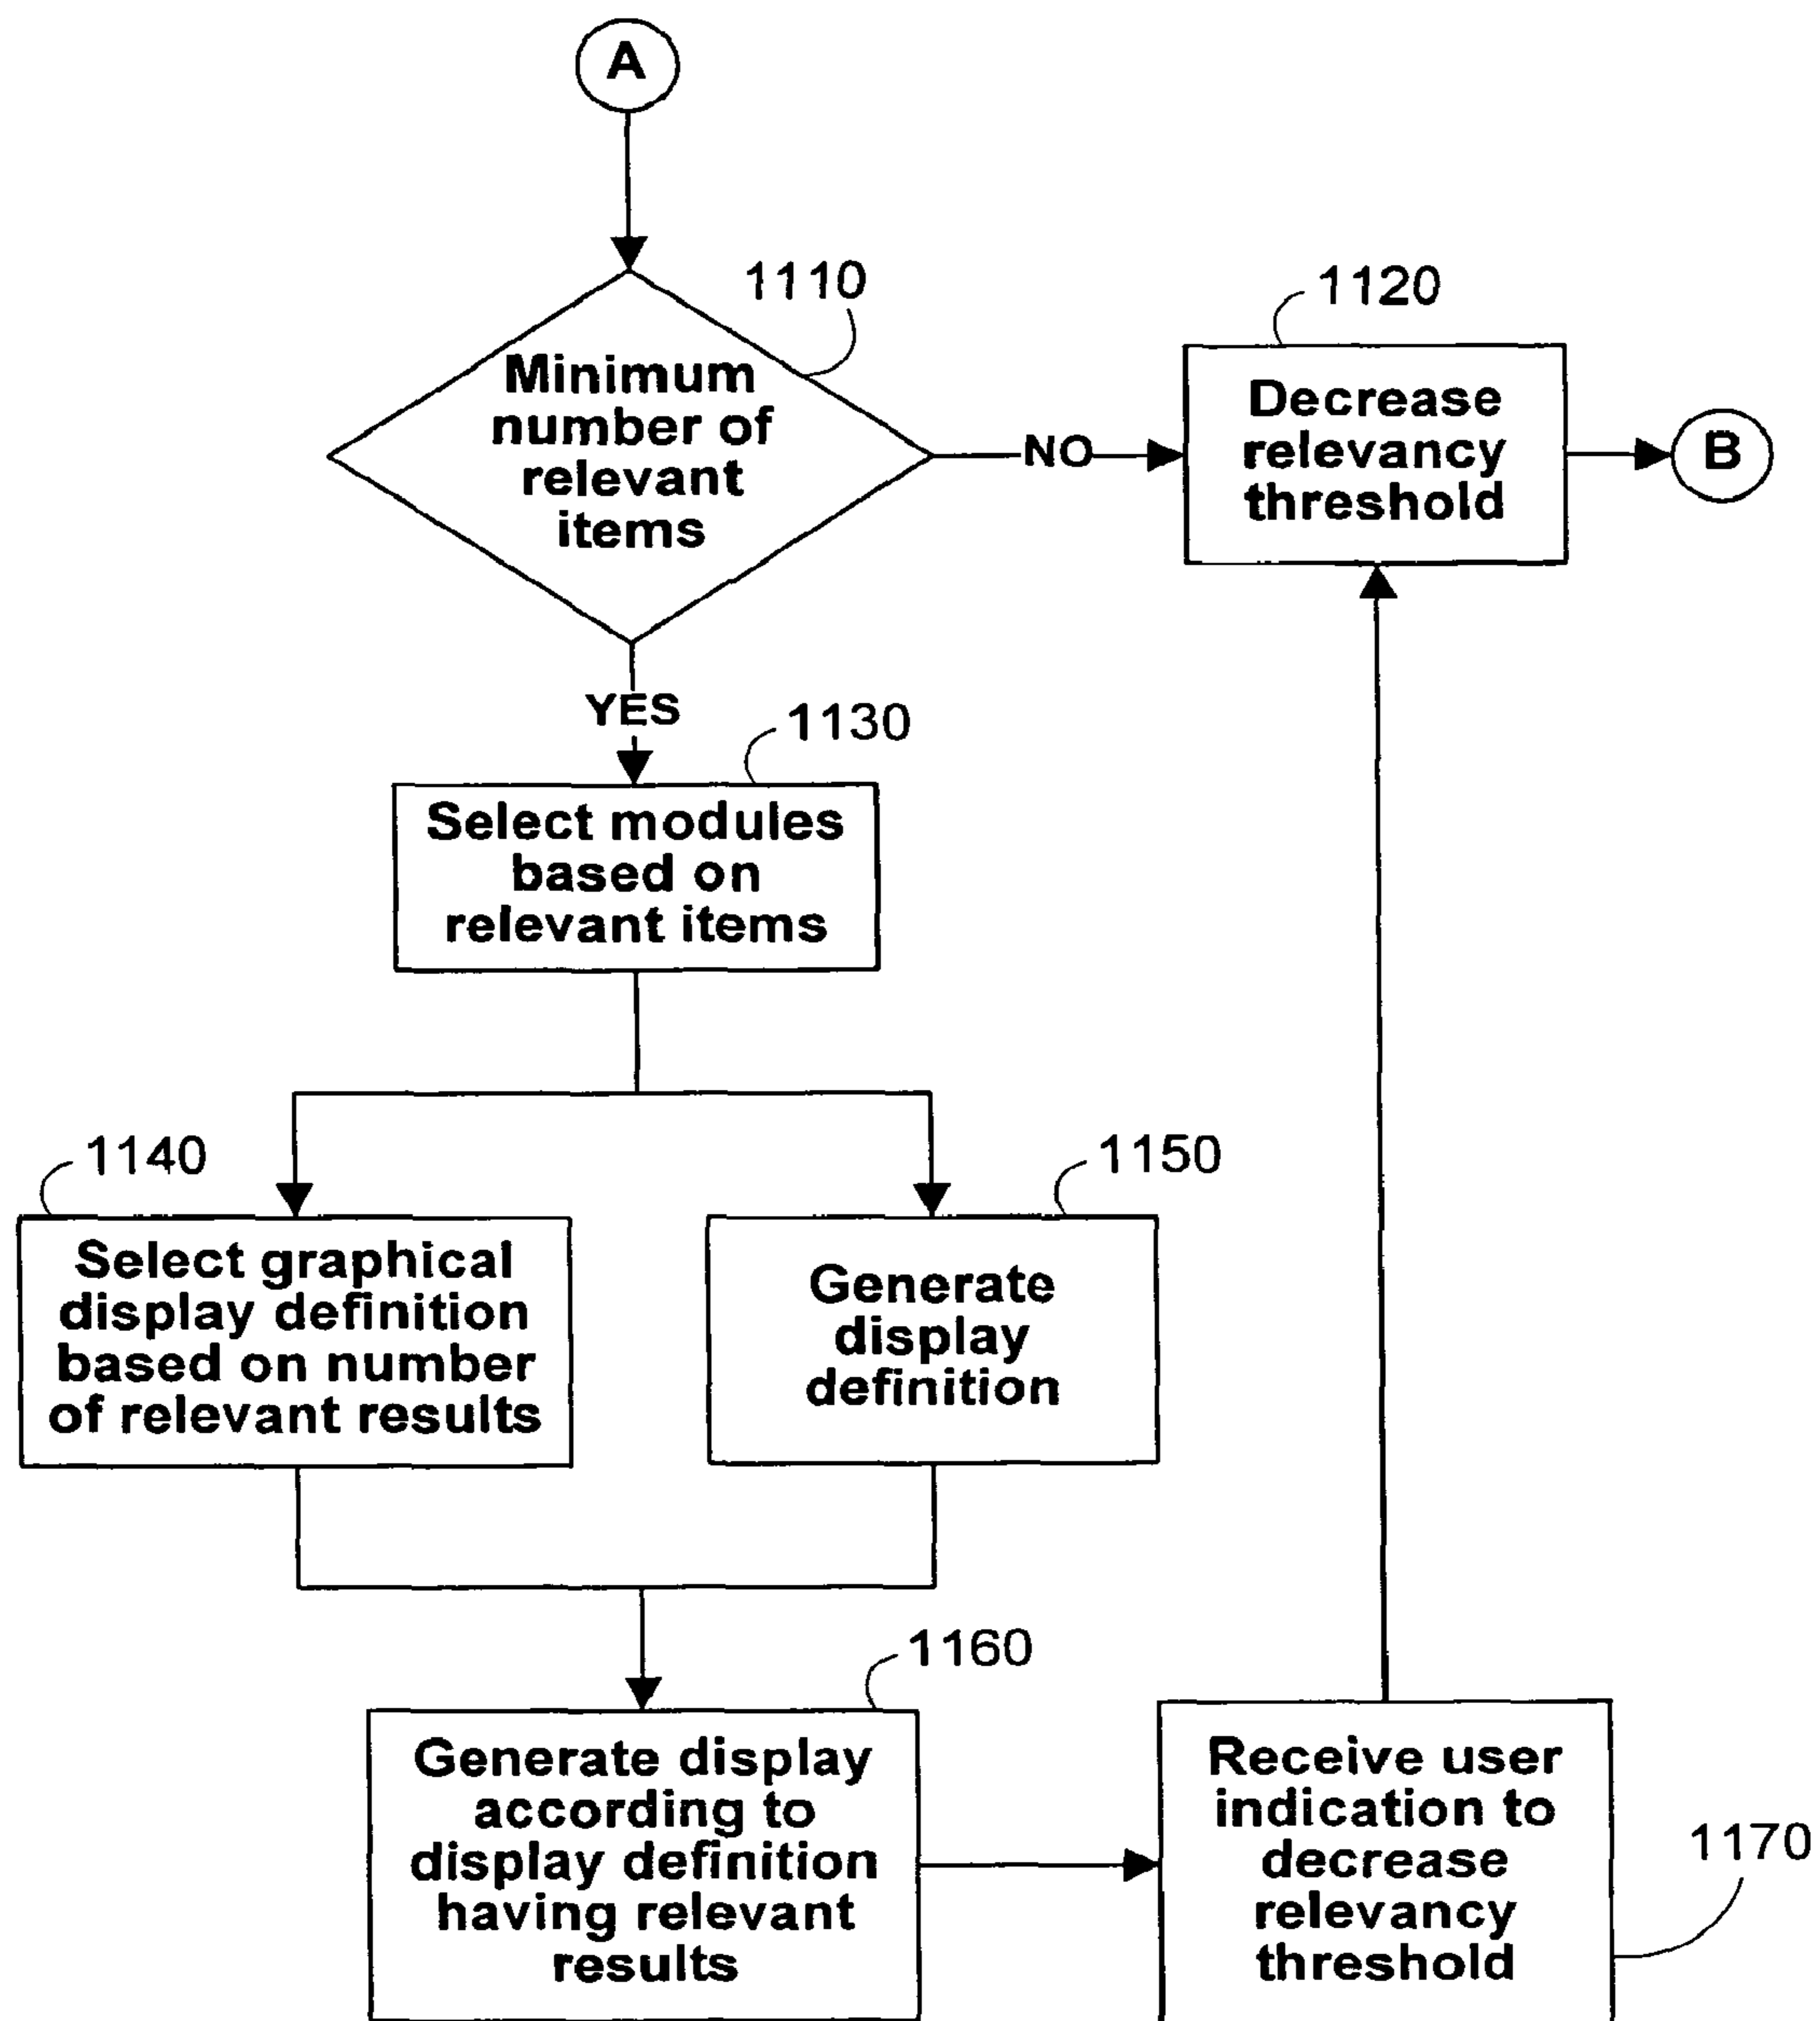 A
1110
Minimum
number of
relevant
items
NO
1120
Decrease
relevancy
threshold
B
YES
1130
Select modules
based on
relevant items
1140
Select graphical
display definition
based on number
of relevant results
1150
Generate
display
definition
1160
Generate display
according to
display definition
having relevant
results
Receive user
indication to
decrease
relevancy
threshold
1170